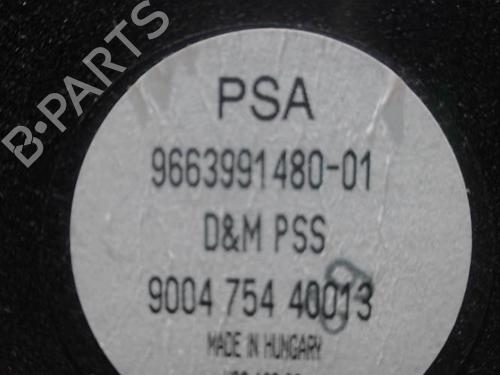 B-PARTS
PSA
9663991480-01
D&M PSS
9004 754 40013
MADE IN HUNGARY